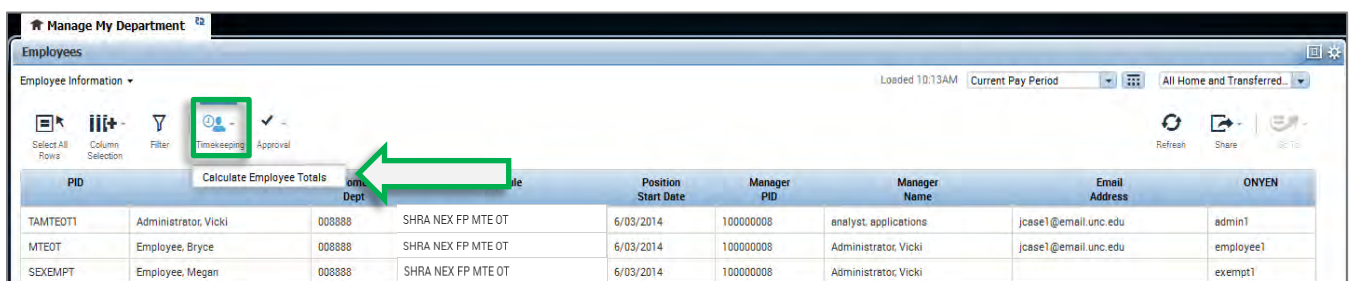 Manage My Department
Employees
Employee Information
Loaded 10:13AM Current Pay Period All Home and Transferred...
Select All Rows Column Selection Filter Timekeeping Approval Refresh Share Go To
Calculate Employee Totals
PID Dept Position Start Date Manager PID Manager Name Email Address ONYEN
TAMTEOT1 Administrator, Vicki 008888 SHRA NEX FP MTE OT 6/03/2014 100000008 analyst, applications jcase1@email.unc.edu admin1
MTEOT Employee, Bryce 008888 SHRA NEX FP MTE OT 6/03/2014 100000008 Administrator, Vicki jcase1@email.unc.edu employee1
SEXEMPT Employee, Megan 008888 SHRA NEX FP MTE OT 6/03/2014 100000008 Administrator, Vicki exempt1